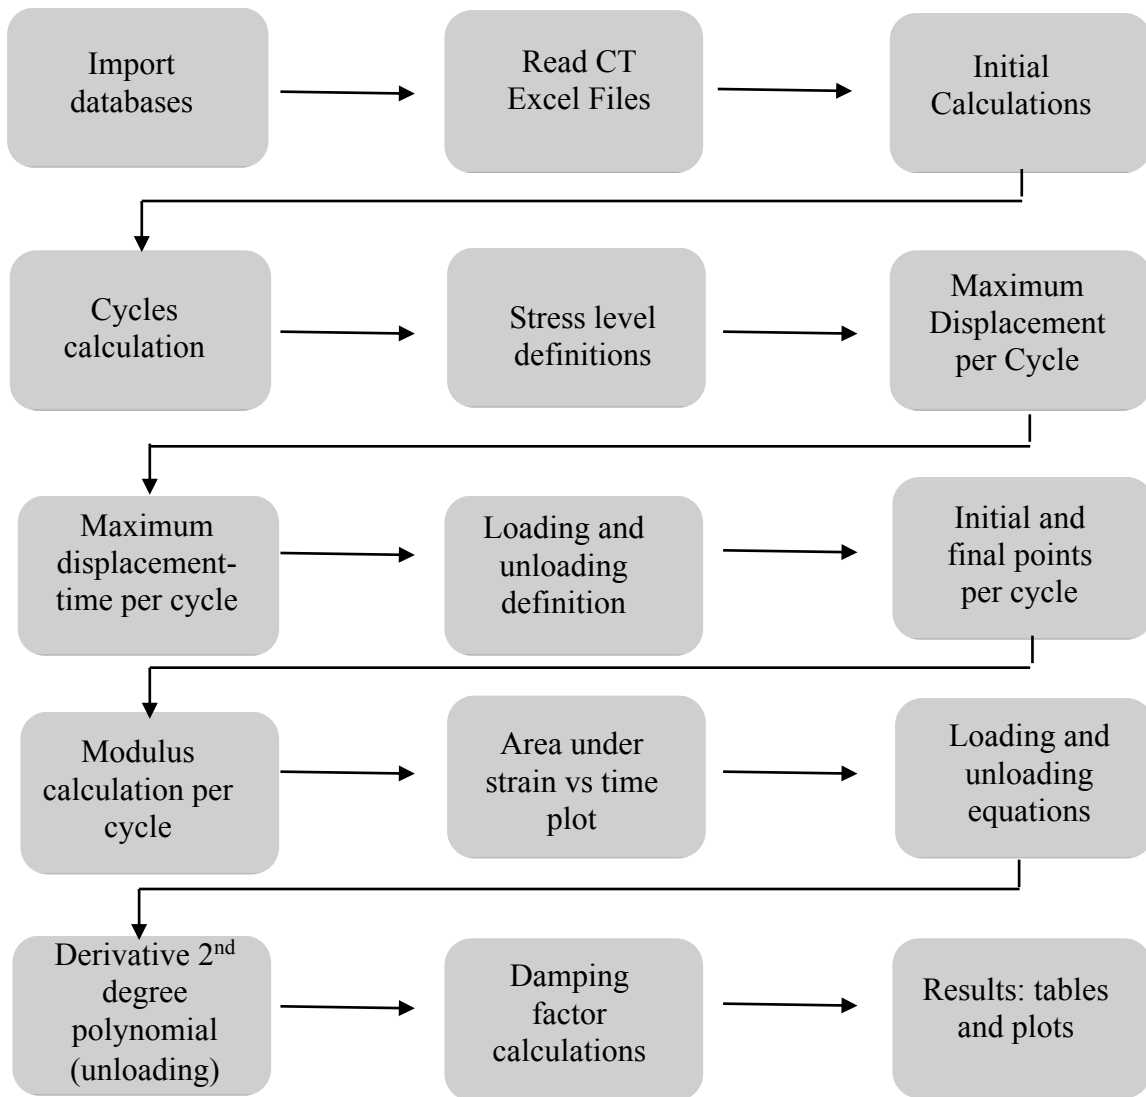 Import
databases
Read CT
Excel Files
Initial
Calculations
Cycles
calculation
Stress level
definitions
Maximum
Displacement
per Cycle
Maximum
displacement-
time per cycle
Loading and
unloading
definition
Initial and
final points
per cycle
Modulus
calculation per
cycle
Area under
strain vs time
plot
Loading and
unloading
equations
Derivative 2nd
degree
polynomial
(unloading)
Damping
factor
calculations
Results: tables
and plots